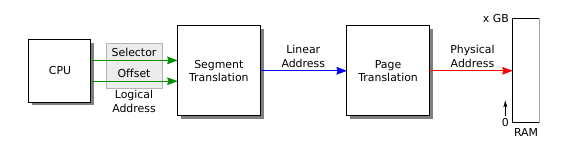 x GB
Selector
Linear
Address
Physical
Address
CPU
Segment
Translation
Page
Translation
Offset
Logical
Address
0
RAM